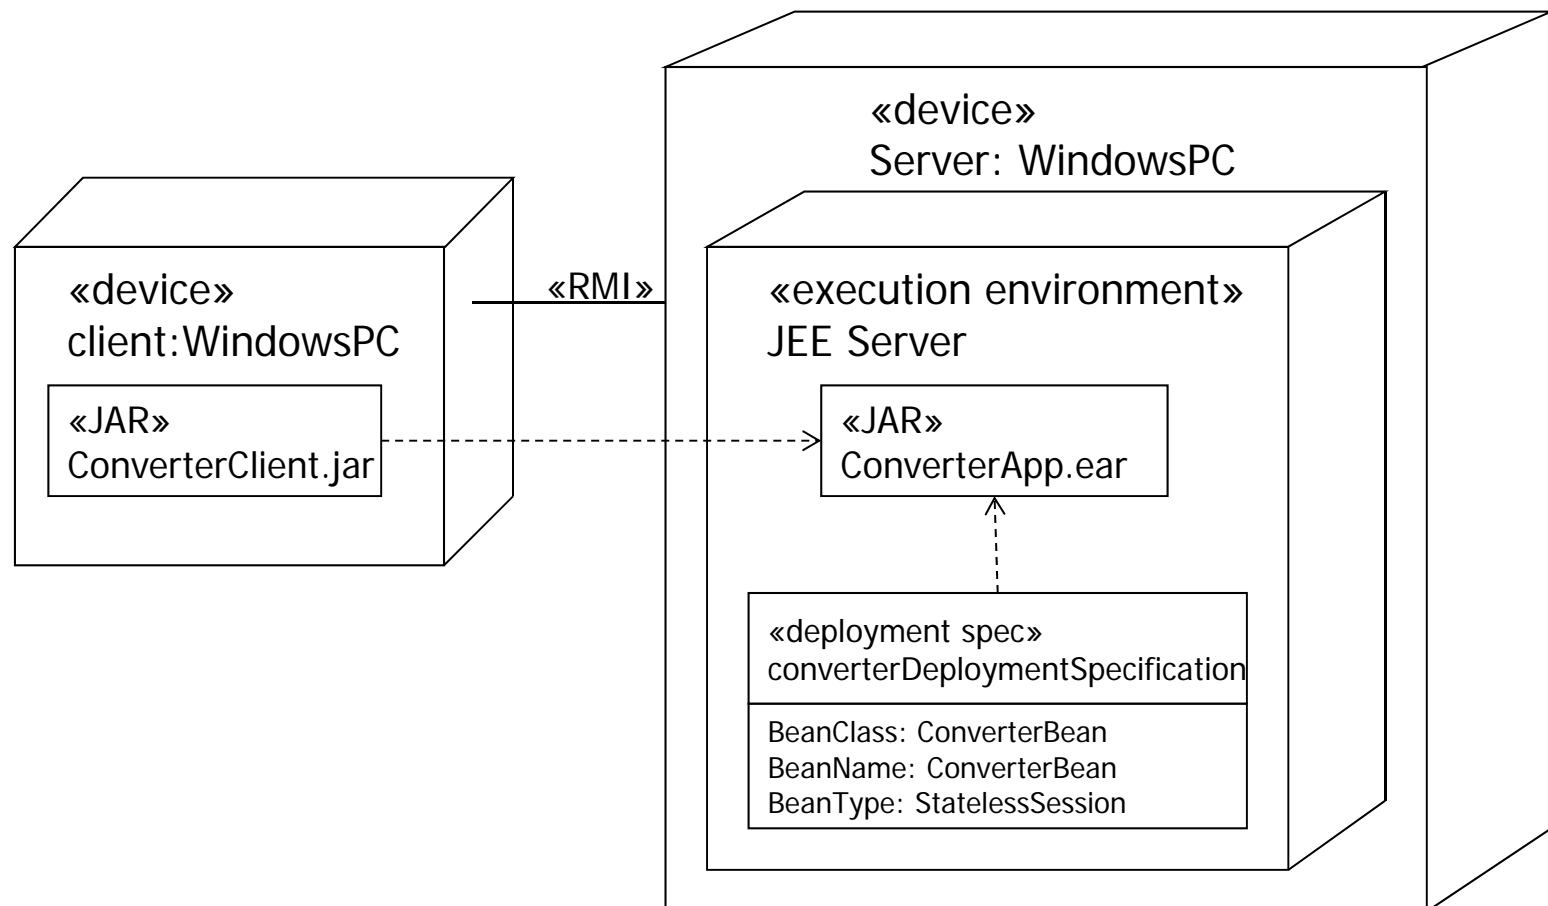 «device»
Server: WindowsPC
«device»
client:WindowsPC
«RMI»
«execution environment»
JEE Server
«JAR»
ConverterClient.jar
«JAR»
ConverterApp.ear
«deployment spec»
converterDeploymentSpecification
BeanClass: ConverterBean
BeanName: ConverterBean
BeanType: StatelessSession